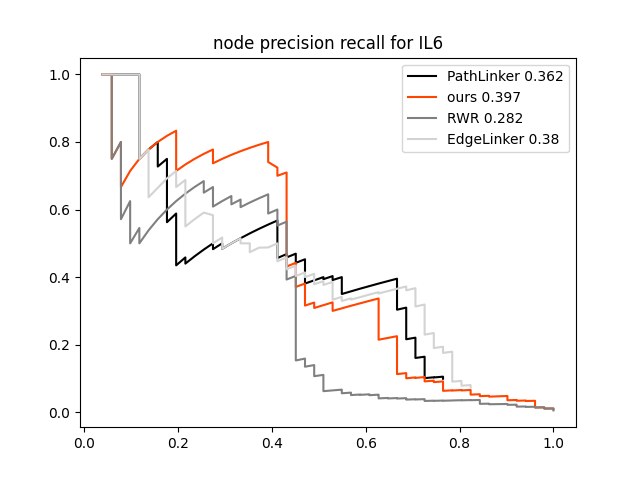 node precision recall for IL6
PathLinker 0.362
ours 0.397
RWR 0.282
EdgeLinker 0.38
1.0
0.8
0.6
0.4
0.2
0.0
0.0 0.2 0.4 0.6 0.8 1.0